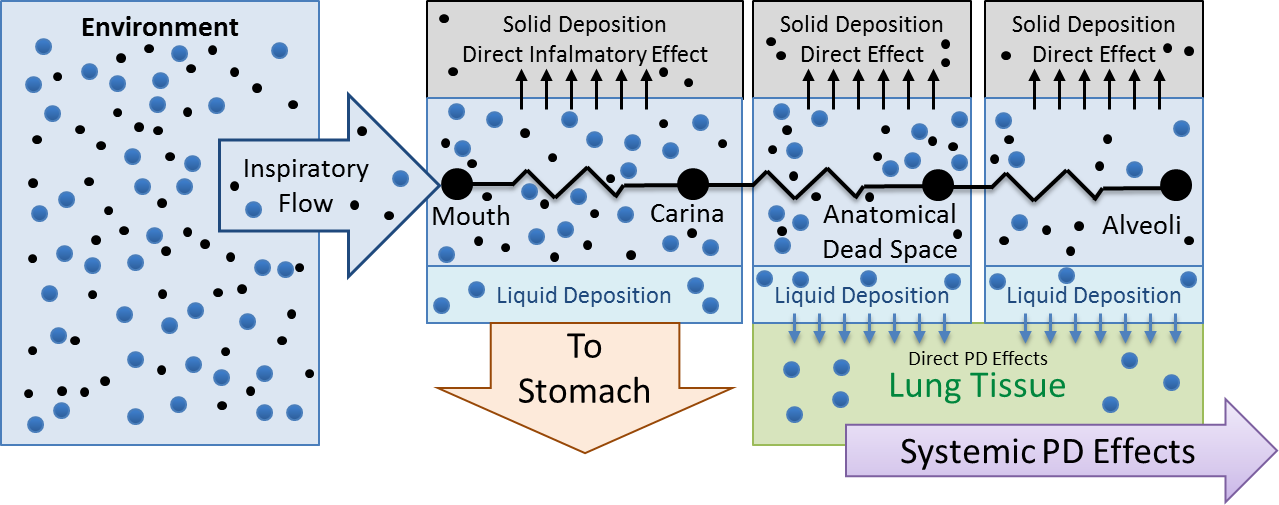 Environment
Inspiratory
Flow
Solid Deposition
Direct Infalmatory Effect
Mouth
Carina
Liquid Deposition
To
Stomach
Solid Deposition
Direct Effect
Anatomical
Dead Space
Liquid Deposition
Solid Deposition
Direct Effect
Alveoli
Liquid Deposition
Direct PD Effects
Lung Tissue
Systemic PD Effects